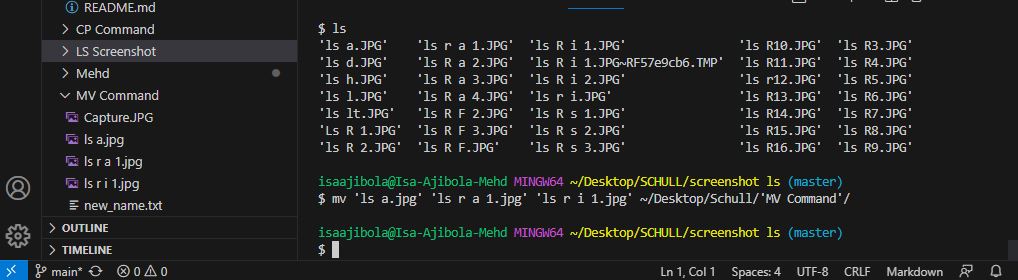 README.md
CP Command
LS Screenshot
Mehd
MV Command
Capture.JPG
ls a.jpg
ls r a 1.jpg
ls r i 1.jpg
new_name.txt
OUTLINE
TIMELINE
$ ls
'ls a.JPG' 'ls r a 1.JPG' 'ls R i 1.JPG' 'ls R10.JPG' 'ls R3.JPG'
'ls d.JPG' 'ls R a 2.JPG' 'ls R i 1.JPG~RF57e9cb6.TMP' 'ls R11.JPG' 'ls R4.JPG'
'ls h.JPG' 'ls R a 3.JPG' 'ls R i 2.JPG' 'ls r12.JPG' 'ls R5.JPG'
'ls l.JPG' 'ls R a 4.JPG' 'ls r i.JPG' 'ls R13.JPG' 'ls R6.JPG'
'ls lt.JPG' 'ls R F 2.JPG' 'ls R s 1.JPG' 'ls R14.JPG' 'ls R7.JPG'
'Ls R 1.JPG' 'ls R F 3.JPG' 'ls R s 2.JPG' 'ls R15.JPG' 'ls R8.JPG'
'ls R 2.JPG' 'ls R F.JPG' 'ls R s 3.JPG' 'ls R16.JPG' 'ls R9.JPG'
isaajibola@Isa-Ajibola-Mehd MINGW64 ~/Desktop/SCHULL/screenshot ls (master)
$ mv 'ls a.jpg' 'ls r a 1.jpg' 'ls r i 1.jpg' ~/Desktop/Schull/'MV Command'/
isaajibola@Isa-Ajibola-Mehd MINGW64 ~/Desktop/SCHULL/screenshot ls (master)
$
main* 0 0 Ln 1, Col 1 Spaces: 4 UTF-8 CRLF Markdown